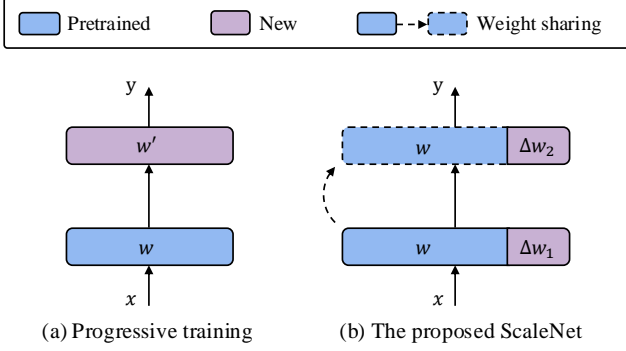 Pretrained New Weight sharing
y y
w′ w Δw₂
w w Δw₁
x x
(a) Progressive training (b) The proposed ScaleNet